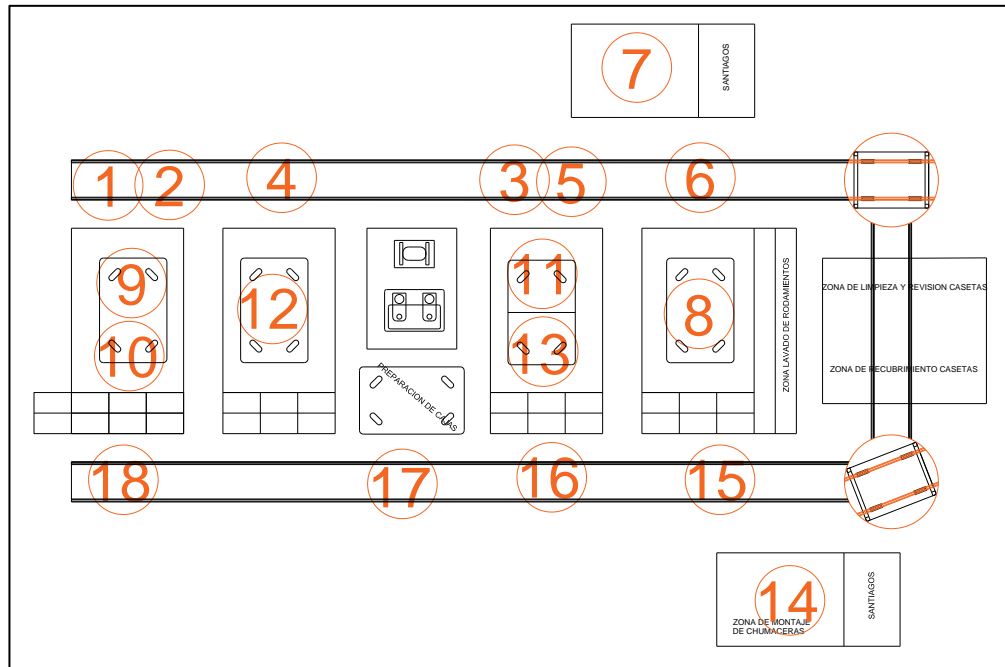 7
SANTIAGOS
1
2
4
3
5
6
9
10
12
11
13
8
ZONA LAVADO DE RODAMIENTOS
ZONA DE LIMPIEZA Y REVISION CASETAS
ZONA DE RECUBRIMIENTO CASETAS
PREPARACION DE CAJAS
18
17
16
15
14
ZONA DE MONTAJE
DE CHUMACERAS
SANTIAGOS